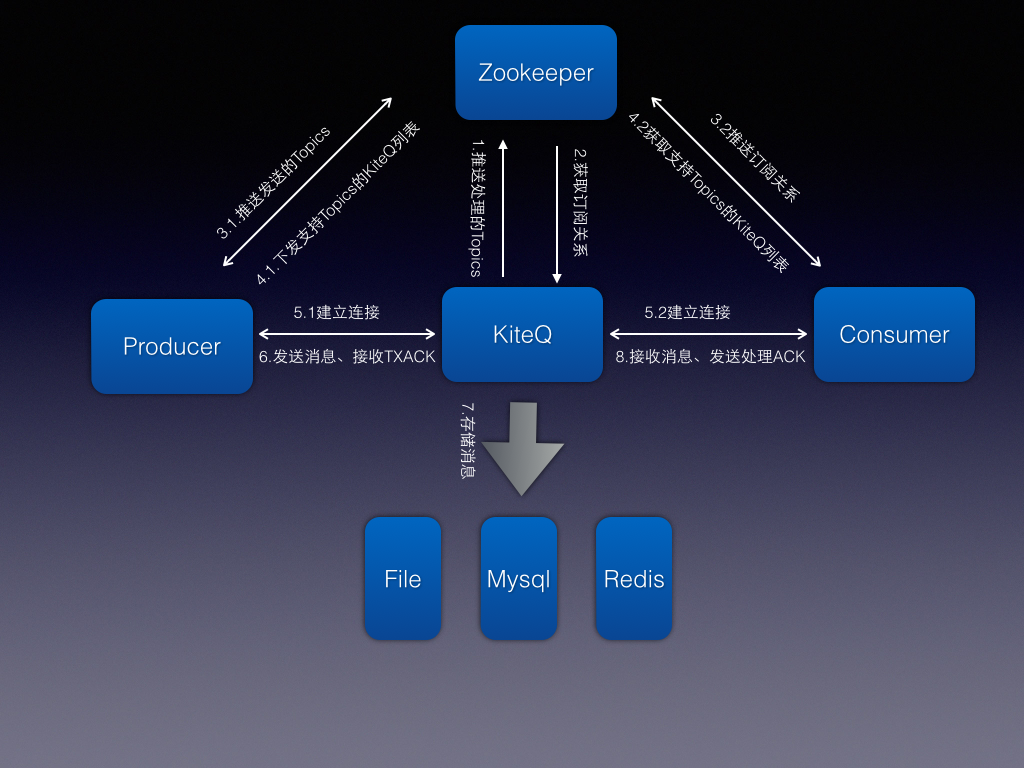 Zookeeper
3.1.推送发送的Topics
4.1.下发支持Topics的KiteQ列表
1.推送处理的Topics
2.获取订阅关系
3.2推送订阅关系
4.2获取支持Topics的KiteQ列表
Producer
5.1建立连接
6.发送消息、接收TXACK
KiteQ
5.2建立连接
8.接收消息、发送处理ACK
Consumer
7.存储消息
File
Mysql
Redis